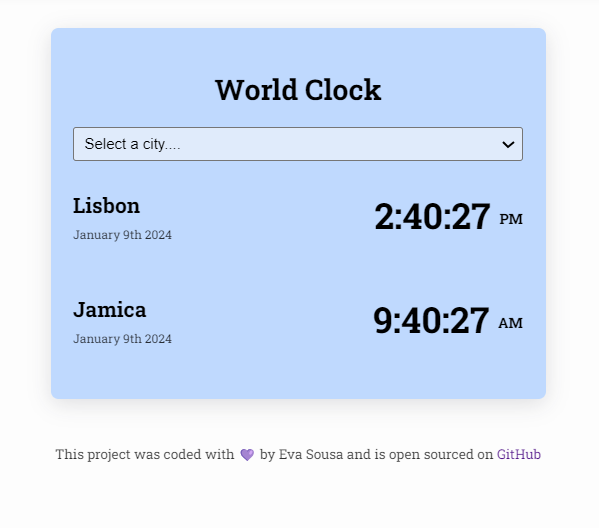 World Clock
Select a city....
Lisbon
2:40:27 PM
January 9th 2024
Jamica
9:40:27 AM
January 9th 2024
This project was coded with 💜 by Eva Sousa and is open sourced on GitHub